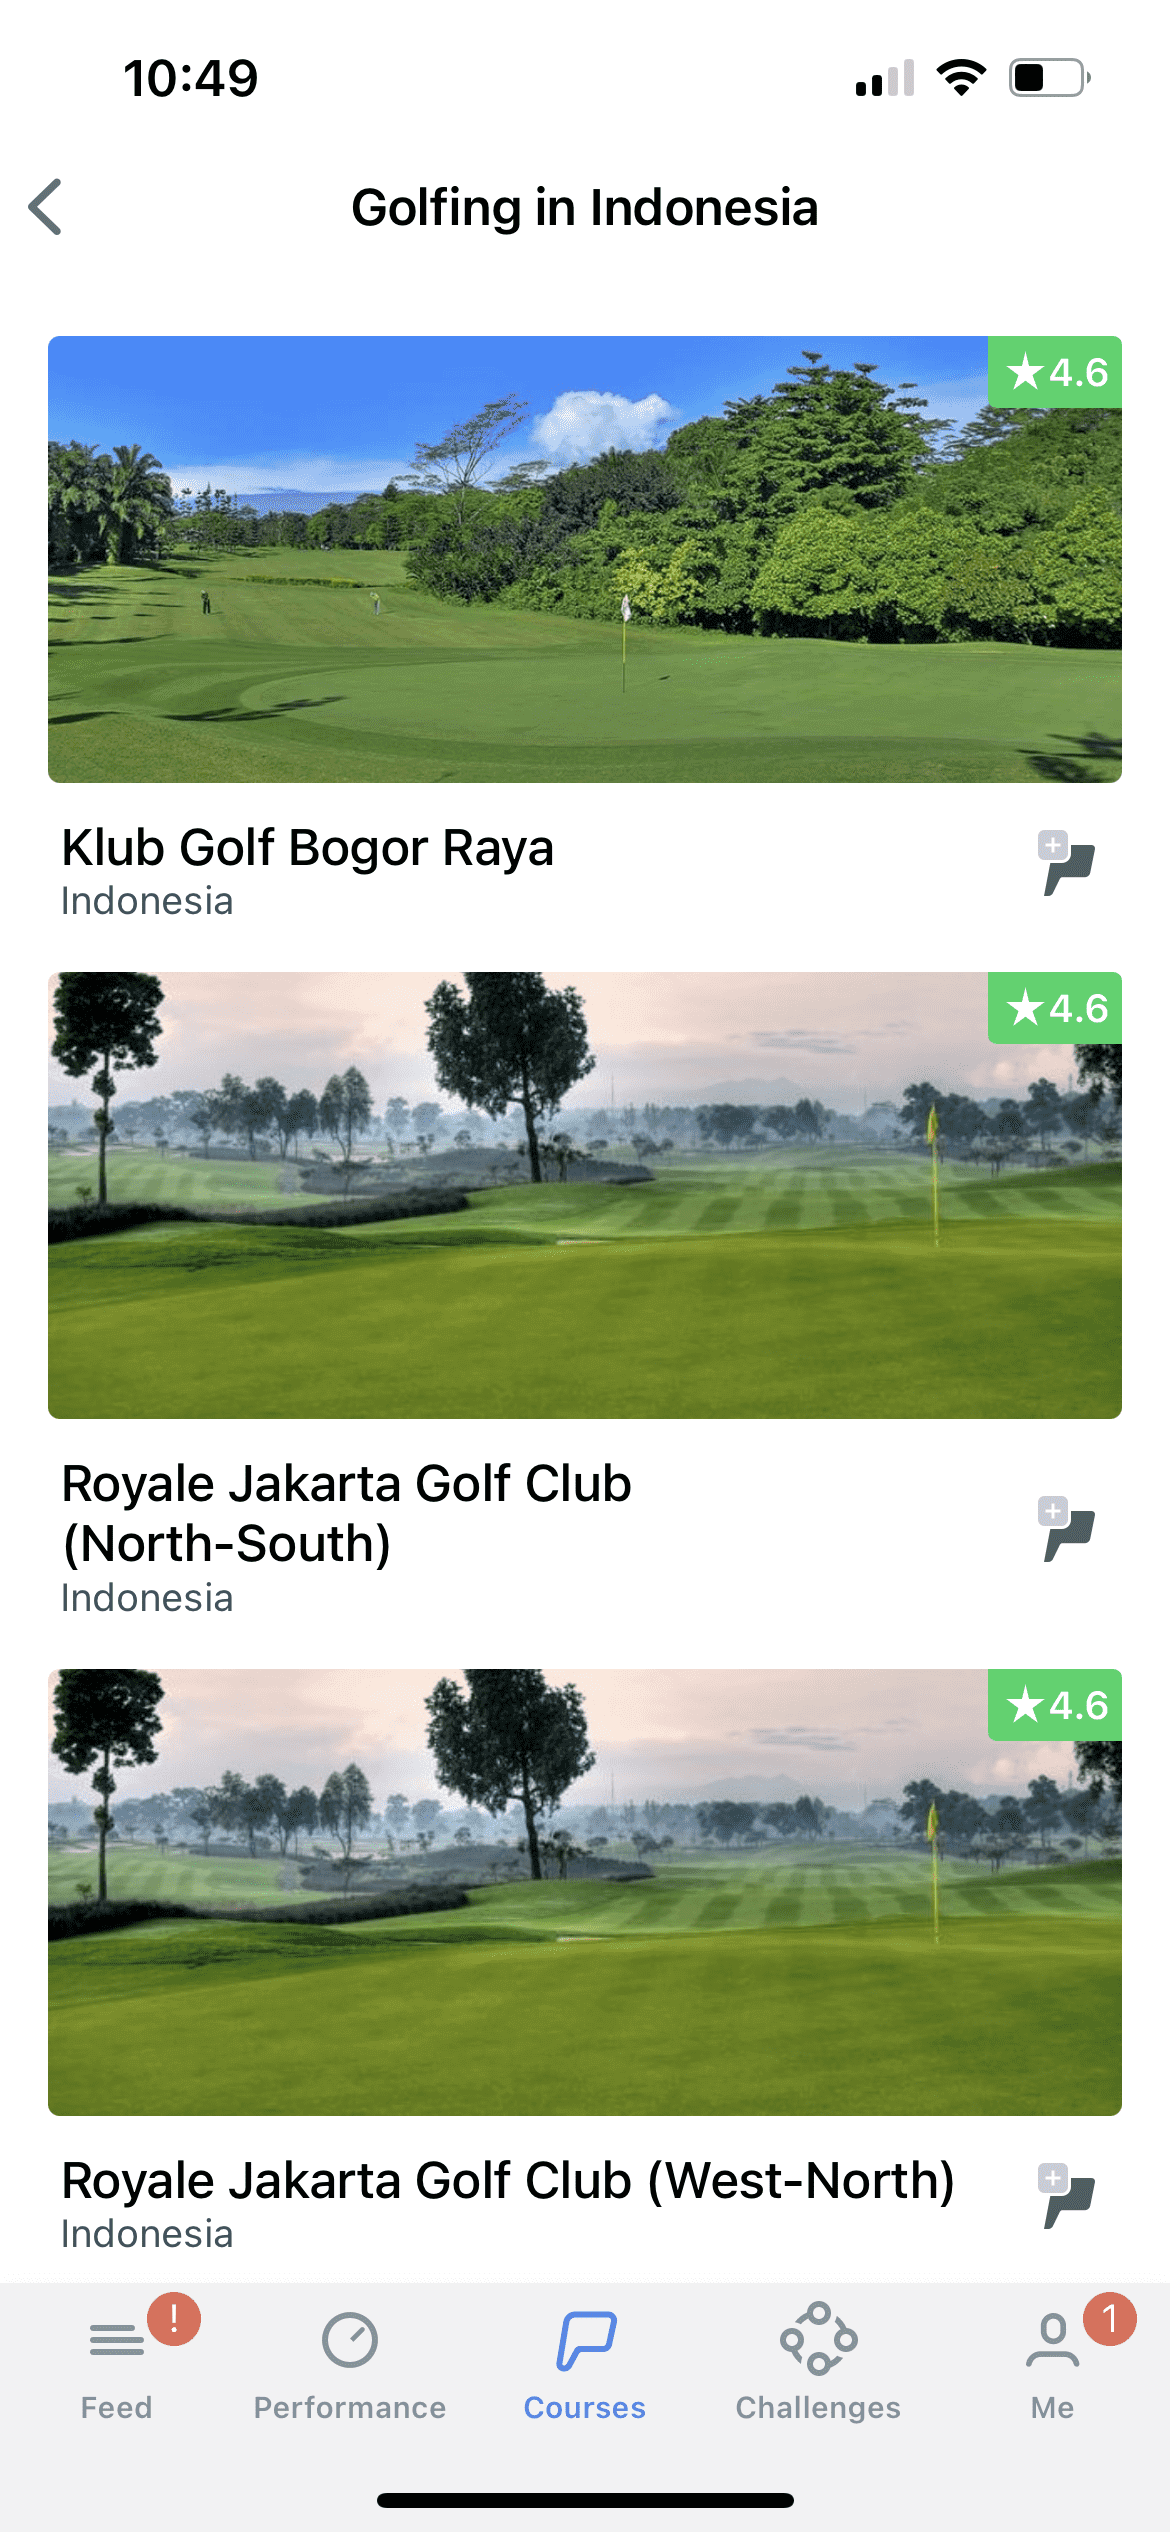 10:49
Golfing in Indonesia
★4.6
Klub Golf Bogor Raya
Indonesia
★4.6
Royale Jakarta Golf Club
(North-South)
Indonesia
★4.6
Royale Jakarta Golf Club (West-North)
Indonesia
!
1
Feed
Performance
Courses
Challenges
Me